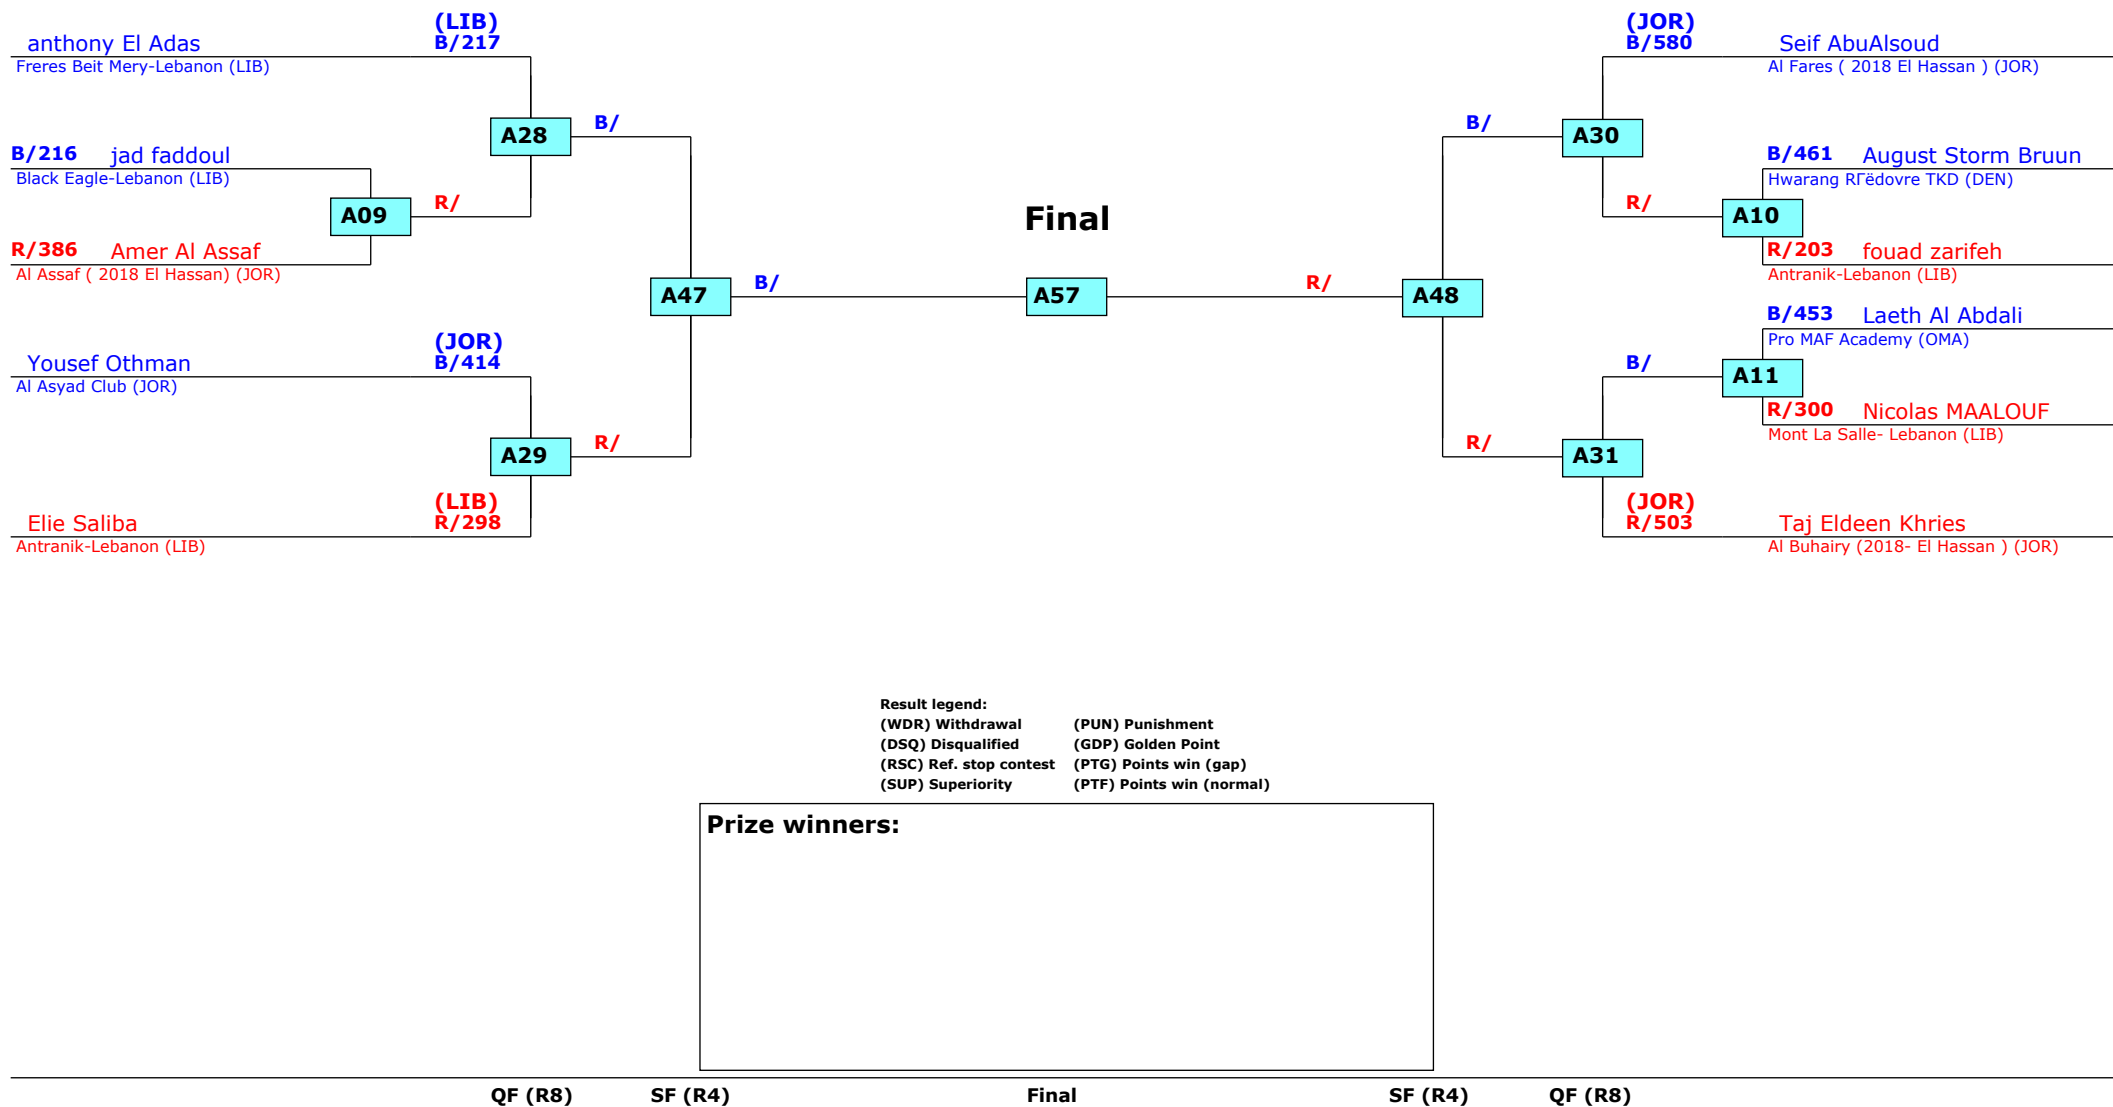 (LIB)
anthony El Adas B/217
Freres Beit Mery-Lebanon (LIB)
A28
B/
B/216 jad faddoul
Black Eagle-Lebanon (LIB)
A09
R/
R/386 Amer Al Assaf
Al Assaf ( 2018 El Hassan) (JOR)
A47
B/
(JOR)
Yousef Othman B/414
Al Asyad Club (JOR)
A29
R/
(LIB)
Elie Saliba R/298
Antranik-Lebanon (LIB)
Final
A57
(JOR)
B/580 Seif AbuAlsoud
Al Fares ( 2018 El Hassan ) (JOR)
B/
A30
B/461 August Storm Bruun
Hwarang RГёdovre TKD (DEN)
R/
A10
R/203 fouad zarifeh
Antranik-Lebanon (LIB)
R/
A48
B/453 Laeth Al Abdali
Pro MAF Academy (OMA)
B/
A11
R/300 Nicolas MAALOUF
Mont La Salle- Lebanon (LIB)
R/
A31
(JOR)
R/503 Taj Eldeen Khries
Al Buhairy (2018- El Hassan ) (JOR)
Result legend:
(WDR) Withdrawal (PUN) Punishment
(DSQ) Disqualified (GDP) Golden Point
(RSC) Ref. stop contest (PTG) Points win (gap)
(SUP) Superiority (PTF) Points win (normal)
Prize winners:
QF (R8) SF (R4) Final SF (R4) QF (R8)